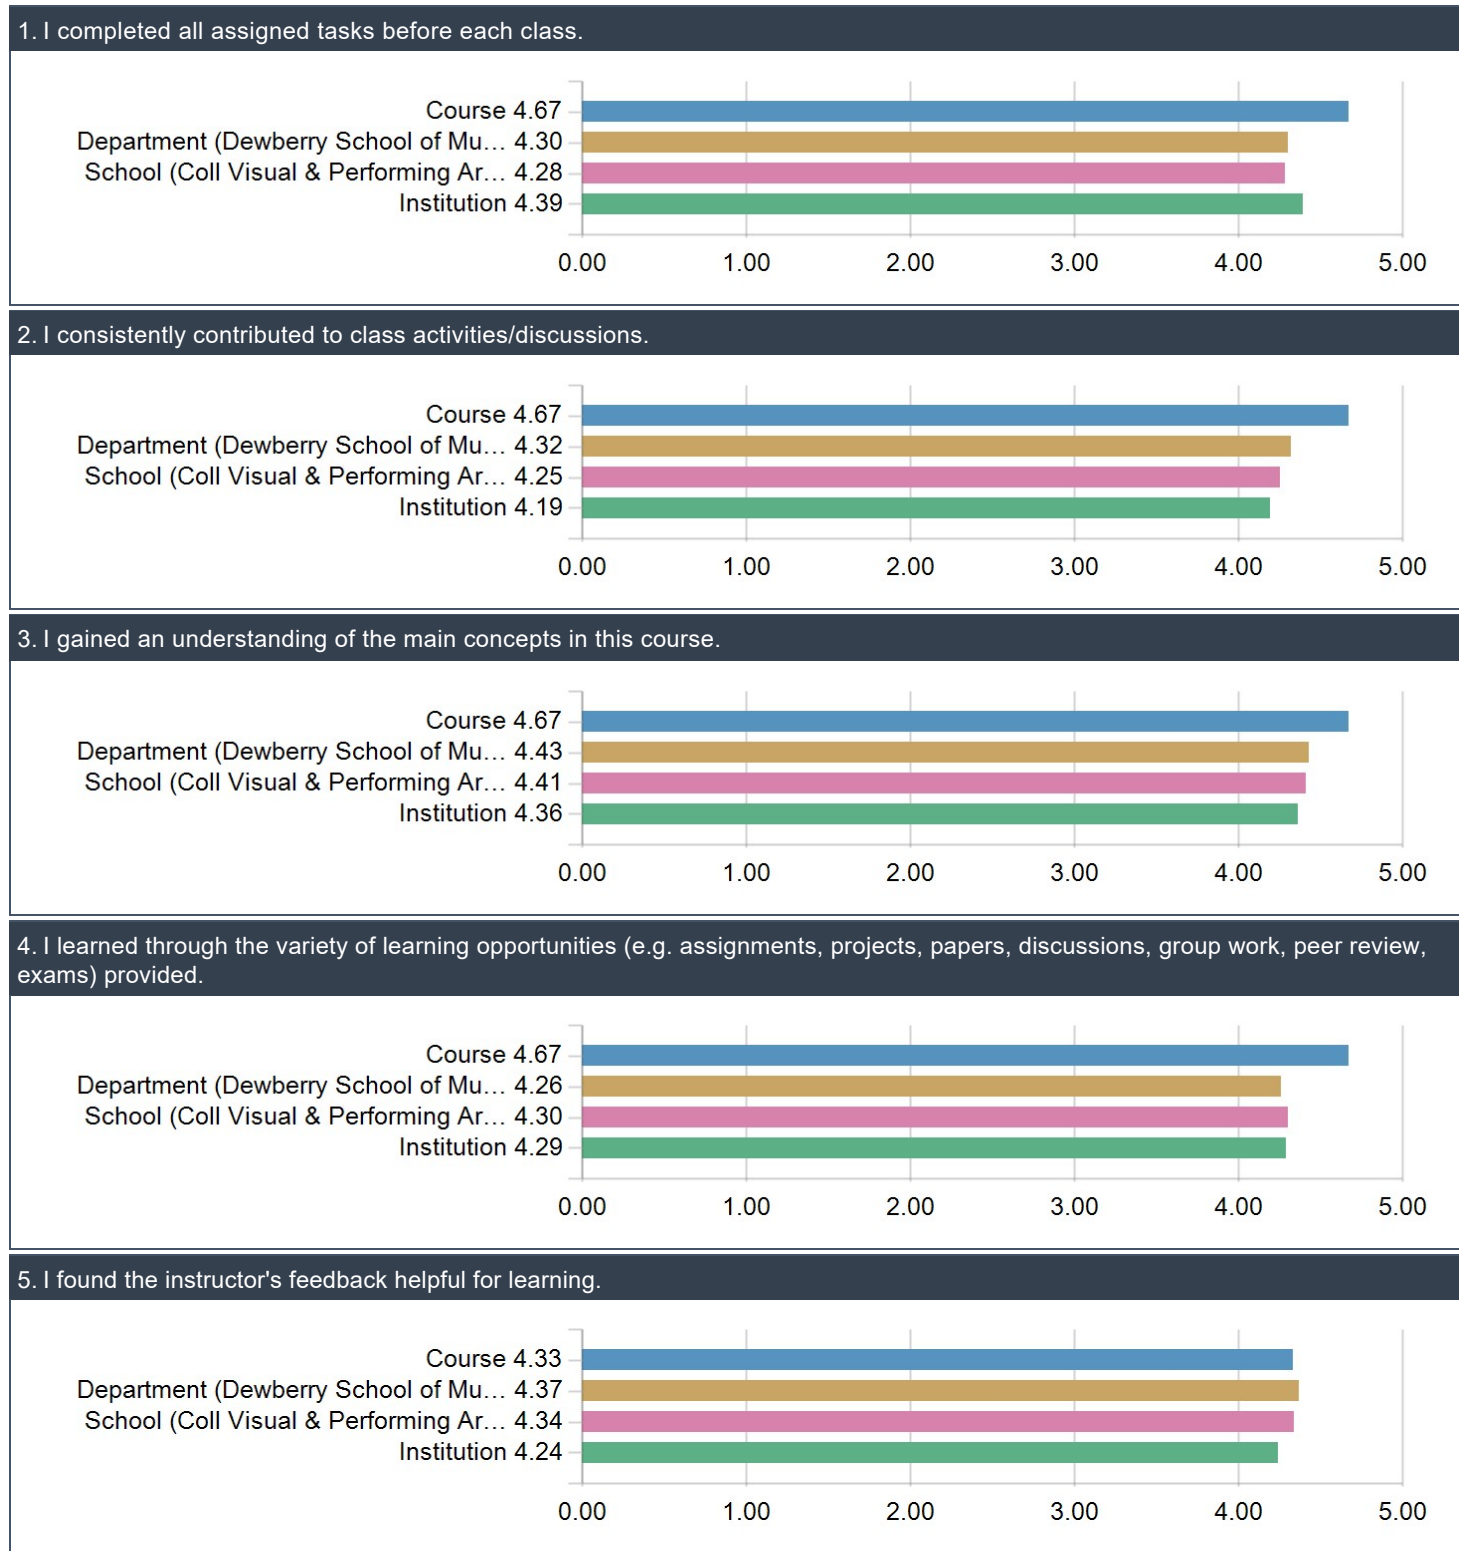 1. I completed all assigned tasks before each class.
Course 4.67
Department (Dewberry School of Mu... 4.30
School (Coll Visual & Performing Ar... 4.28
Institution 4.39
0.00 1.00 2.00 3.00 4.00 5.00
2. I consistently contributed to class activities/discussions.
Course 4.67
Department (Dewberry School of Mu... 4.32
School (Coll Visual & Performing Ar... 4.25
Institution 4.19
0.00 1.00 2.00 3.00 4.00 5.00
3. I gained an understanding of the main concepts in this course.
Course 4.67
Department (Dewberry School of Mu... 4.43
School (Coll Visual & Performing Ar... 4.41
Institution 4.36
0.00 1.00 2.00 3.00 4.00 5.00
4. I learned through the variety of learning opportunities (e.g. assignments, projects, papers, discussions, group work, peer review,
exams) provided.
Course 4.67
Department (Dewberry School of Mu... 4.26
School (Coll Visual & Performing Ar... 4.30
Institution 4.29
0.00 1.00 2.00 3.00 4.00 5.00
5. I found the instructor's feedback helpful for learning.
Course 4.33
Department (Dewberry School of Mu... 4.37
School (Coll Visual & Performing Ar... 4.34
Institution 4.24
0.00 1.00 2.00 3.00 4.00 5.00